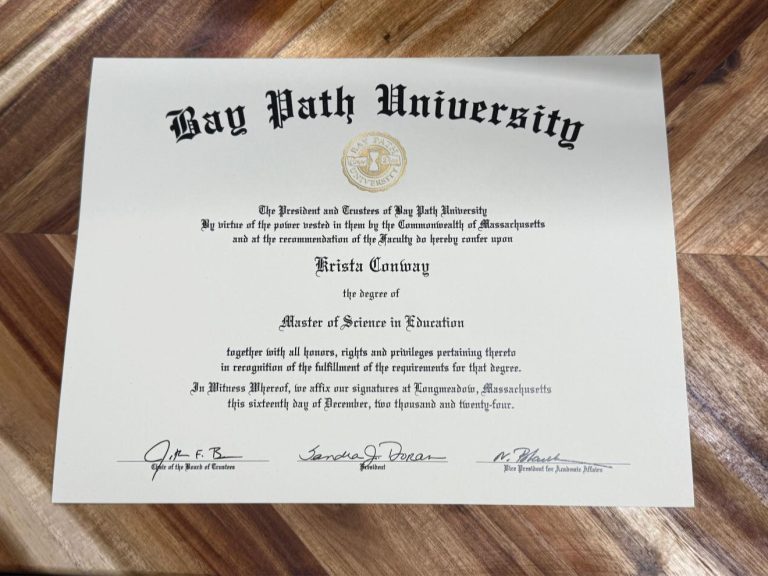 Bay Path University
BAY PATH
UNIVERSITY
The President and Trustees of Bay Path University
By virtue of the power vested in them by the Commonwealth of Massachusetts
and at the recommendation of the Faculty do hereby confer upon
Krista Conway
the degree of
Master of Science in Education
together with all honors, rights and privileges pertaining thereto
in recognition of the fulfillment of the requirements for that degree.
In Witness Whereof, we affix our signatures at Longmeadow, Massachusetts
this sixteenth day of December, two thousand and twenty-four.
Sandra J. Doran
Chair of the Board of Trustees
President
Vice President for Academic Affairs